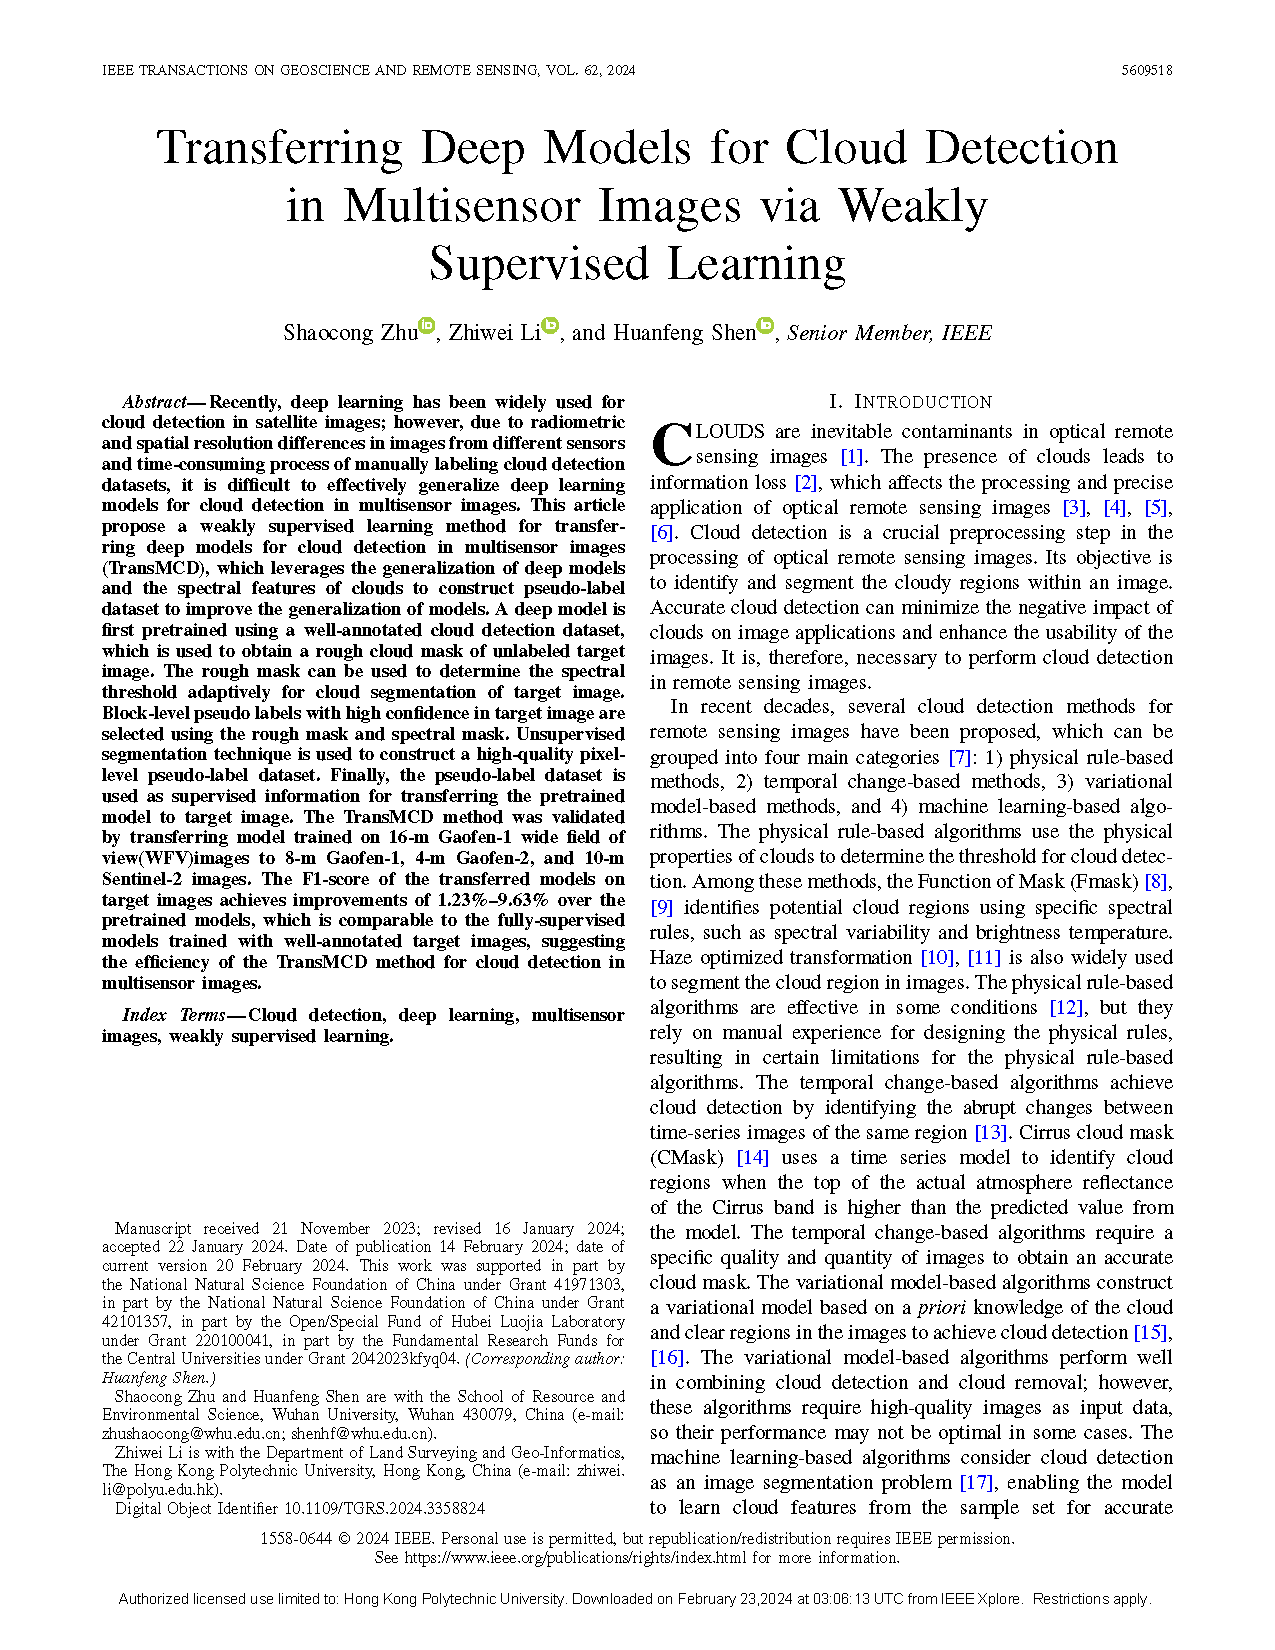 IEEE TRANSACTIONS ON GEOSCIENCE AND REMOTE SENSING, VOL. 62, 2024
5609518
Transferring Deep Models for Cloud Detection
in Multisensor Images via Weakly
Supervised Learning
Shaocong Zhu, Zhiwei Li, and Huanfeng Shen, Senior Member, IEEE
Abstract—Recently, deep learning has been widely used for
cloud detection in satellite images; however, due to radiometric
and spatial resolution differences in images from different sensors
and time-consuming process of manually labeling cloud detection
datasets, it is difficult to effectively generalize deep learning
models for cloud detection in multisensor images. This article
propose a weakly supervised learning method for transfer-
ring deep models for cloud detection in multisensor images
(TransMCD), which leverages the generalization of deep models
and the spectral features of clouds to construct pseudo-label
dataset to improve the generalization of models. A deep model is
first pretrained using a well-annotated cloud detection dataset,
which is used to obtain a rough cloud mask of unlabeled target
image. The rough mask can be used to determine the spectral
threshold adaptively for cloud segmentation of target image.
Block-level pseudo labels with high confidence in target image are
selected using the rough mask and spectral mask. Unsupervised
segmentation technique is used to construct a high-quality pixel-
level pseudo-label dataset. Finally, the pseudo-label dataset is
used as supervised information for transferring the pretrained
model to target image. The TransMCD method was validated
by transferring model trained on 16-m Gaofen-1 wide field of
view(WFV)images to 8-m Gaofen-1, 4-m Gaofen-2, and 10-m
Sentinel-2 images. The F1-score of the transferred models on
target images achieves improvements of 1.23%–9.63% over the
pretrained models, which is comparable to the fully-supervised
models trained with well-annotated target images, suggesting
the efficiency of the TransMCD method for cloud detection in
multisensor images.
Index Terms—Cloud detection, deep learning, multisensor
images, weakly supervised learning.
Manuscript received 21 November 2023; revised 16 January 2024;
accepted 22 January 2024. Date of publication 14 February 2024; date of
current version 20 February 2024. This work was supported in part by
the National Natural Science Foundation of China under Grant 41971303,
in part by the National Natural Science Foundation of China under Grant
42101357, in part by the Open/Special Fund of Hubei Luojia Laboratory
under Grant 220100041, in part by the Fundamental Research Funds for
the Central Universities under Grant 2042023kfyq04. (Corresponding author:
Huanfeng Shen.)
Shaocong Zhu and Huanfeng Shen are with the School of Resource and
Environmental Science, Wuhan University, Wuhan 430079, China (e-mail:
zhushaocong@whu.edu.cn; shenhf@whu.edu.cn).
Zhiwei Li is with the Department of Land Surveying and Geo-Informatics,
The Hong Kong Polytechnic University, Hong Kong, China (e-mail: zhiwei.
li@polyu.edu.hk).
Digital Object Identifier 10.1109/TGRS.2024.3358824
I. INTRODUCTION
CLOUDS are inevitable contaminants in optical remote
sensing images [1]. The presence of clouds leads to
information loss [2], which affects the processing and precise
application of optical remote sensing images [3], [4], [5],
[6]. Cloud detection is a crucial preprocessing step in the
processing of optical remote sensing images. Its objective is
to identify and segment the cloudy regions within an image.
Accurate cloud detection can minimize the negative impact of
clouds on image applications and enhance the usability of the
images. It is, therefore, necessary to perform cloud detection
in remote sensing images.
In recent decades, several cloud detection methods for
remote sensing images have been proposed, which can be
grouped into four main categories [7]: 1) physical rule-based
methods, 2) temporal change-based methods, 3) variational
model-based methods, and 4) machine learning-based algo-
rithms. The physical rule-based algorithms use the physical
properties of clouds to determine the threshold for cloud detec-
tion. Among these methods, the Function of Mask (Fmask) [8],
[9] identifies potential cloud regions using specific spectral
rules, such as spectral variability and brightness temperature.
Haze optimized transformation [10], [11] is also widely used
to segment the cloud region in images. The physical rule-based
algorithms are effective in some conditions [12], but they
rely on manual experience for designing the physical rules,
resulting in certain limitations for the physical rule-based
algorithms. The temporal change-based algorithms achieve
cloud detection by identifying the abrupt changes between
time-series images of the same region [13]. Cirrus cloud mask
(CMask) [14] uses a time series model to identify cloud
regions when the top of the actual atmosphere reflectance
of the Cirrus band is higher than the predicted value from
the model. The temporal change-based algorithms require a
specific quality and quantity of images to obtain an accurate
cloud mask. The variational model-based algorithms construct
a variational model based on a priori knowledge of the cloud
and clear regions in the images to achieve cloud detection [15],
[16]. The variational model-based algorithms perform well
in combining cloud detection and cloud removal; however,
these algorithms require high-quality images as input data,
so their performance may not be optimal in some cases. The
machine learning-based algorithms consider cloud detection
as an image segmentation problem [17], enabling the model
to learn cloud features from the sample set for accurate
1558-0644 © 2024 IEEE. Personal use is permitted, but republication/redistribution requires IEEE permission.
See https://www.ieee.org/publications/rights/index.html for more information.
Authorized licensed use limited to: Hong Kong Polytechnic University. Downloaded on February 23,2024 at 03:06:13 UTC from IEEE Xplore. Restrictions apply.